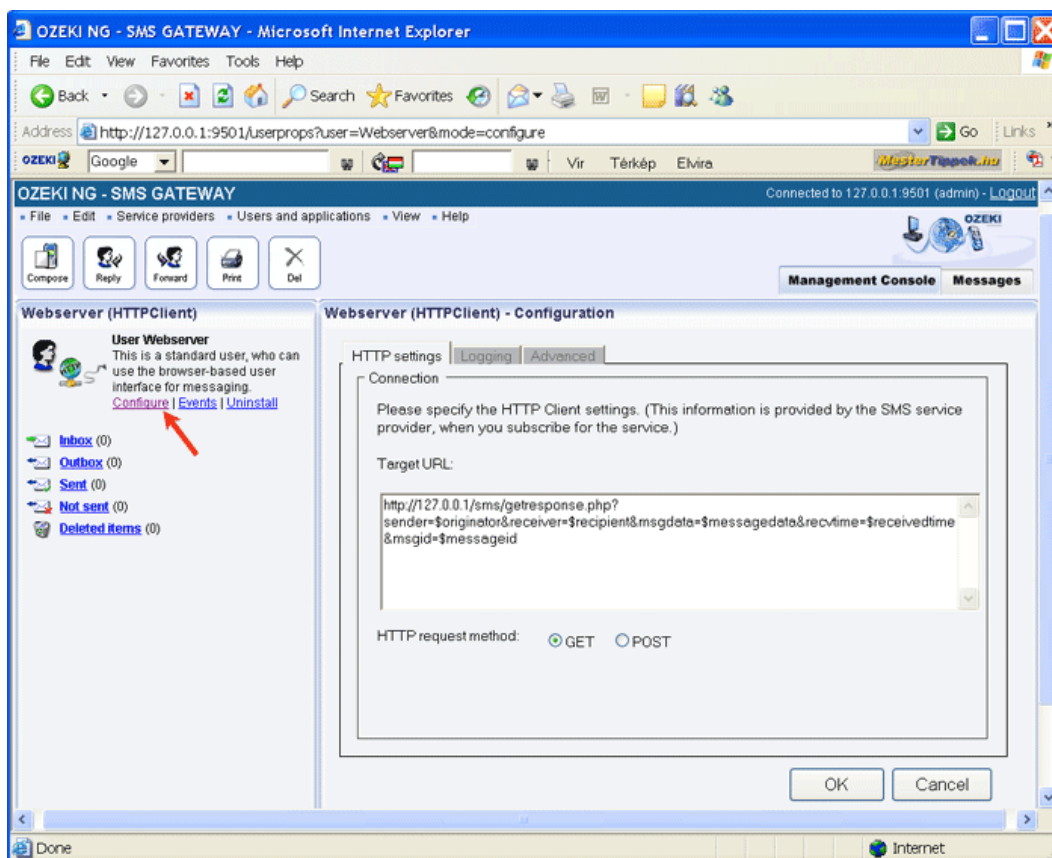 OZEKI NG - SMS GATEWAY - Microsoft Internet Explorer
File Edit View Favorites Tools Help
Back Search Favorites
Address http://127.0.0.1:9501/userprops?user=Webserver&mode=configure Go Links
OZEKI Google Vir Térkép Elvira MesterTippek.hu
OZEKI NG - SMS GATEWAY Connected to 127.0.0.1:9501 (admin) - Logout
File Edit Service providers Users and applications View Help
OZEKI
Compose Reply Forward Print Del
Management Console Messages
Webserver (HTTPClient)
User Webserver
This is a standard user, who can
use the browser-based user
interface for messaging.
Configure | Events | Uninstall
Inbox (0)
Outbox (0)
Sent (0)
Not sent (0)
Deleted items (0)
Webserver (HTTPClient) - Configuration
HTTP settings Logging Advanced
Connection
Please specify the HTTP Client settings. (This information is provided by the SMS service
provider, when you subscribe for the service.)
Target URL:
http://127.0.0.1/sms/getresponse.php?
sender=$originator&receiver=$recipient&msgdata=$messagedata&recvtime=$receivedtime
&msgid=$messageid
HTTP request method: GET POST
OK Cancel
Done Internet